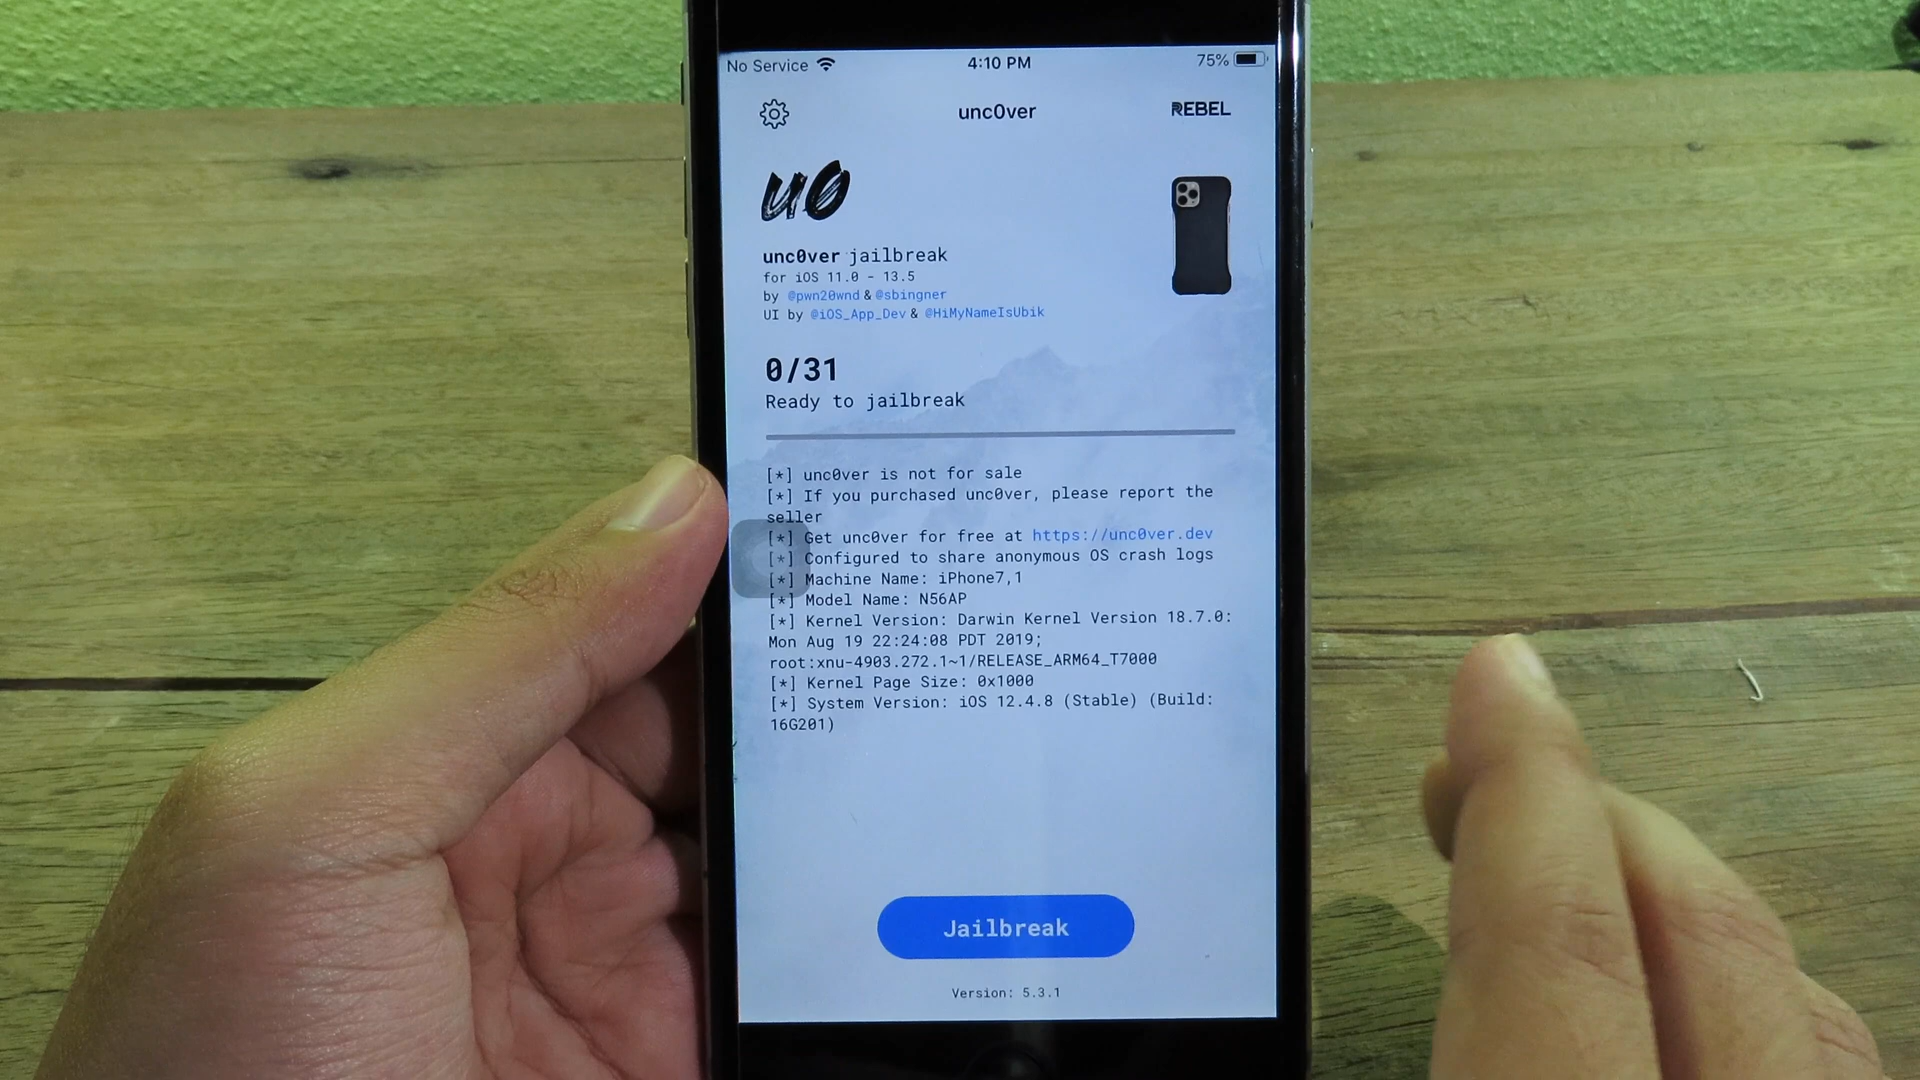 No Service
4:10 PM
75%
unc0ver
REBEL
u0
unc0ver jailbreak
for iOS 11.0 - 13.5
by @pwn20wnd & @sbingner
UI by @iOS_App_Dev & @HiMyNameIsUbik
0/31
Ready to jailbreak
[*] unc0ver is not for sale
[*] If you purchased unc0ver, please report the
seller
[*] Get unc0ver for free at https://unc0ver.dev
[*] Configured to share anonymous OS crash logs
[*] Machine Name: iPhone7,1
[*] Model Name: N56AP
[*] Kernel Version: Darwin Kernel Version 18.7.0:
Mon Aug 19 22:24:08 PDT 2019;
root:xnu-4903.272.1~1/RELEASE_ARM64_T7000
[*] Kernel Page Size: 0x1000
[*] System Version: iOS 12.4.8 (Stable) (Build:
16G201)
Jailbreak
Version: 5.3.1